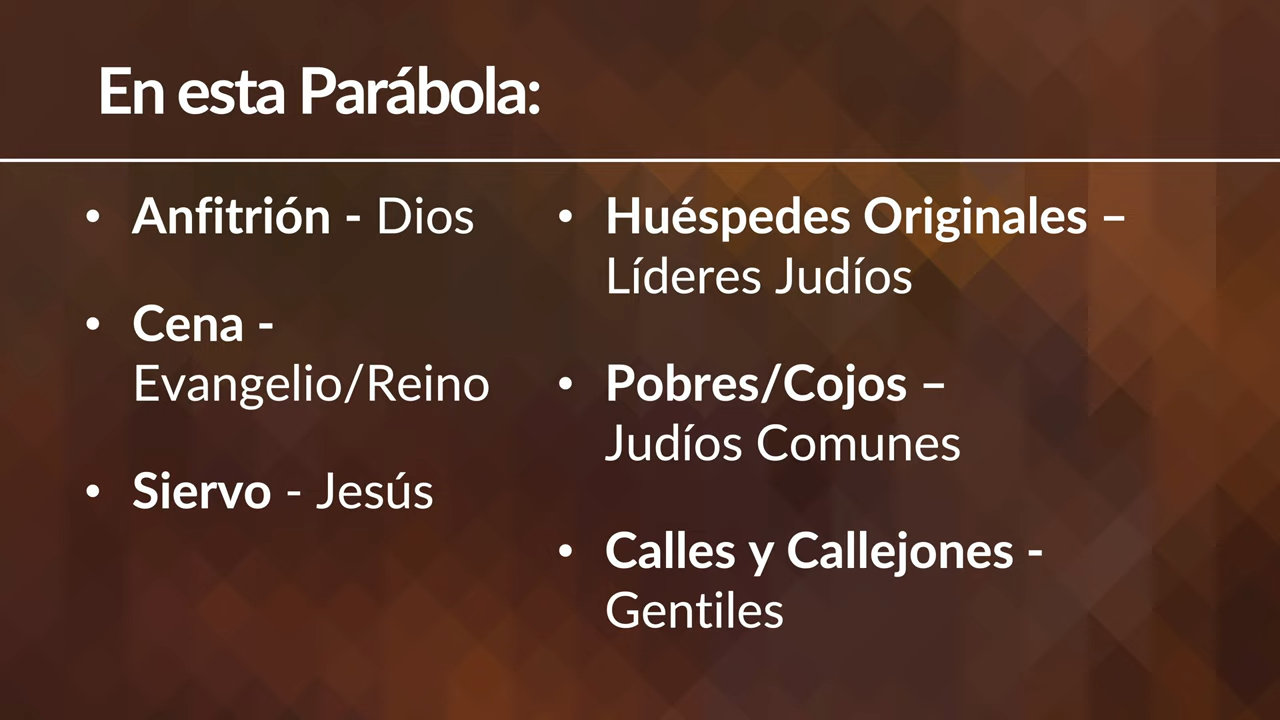 En esta Parábola:
• Anfitrión - Dios
• Cena -
Evangelio/Reino
• Siervo - Jesús
• Huéspedes Originales –
Líderes Judíos
• Pobres/Cojos –
Judíos Comunes
• Calles y Callejones -
Gentiles